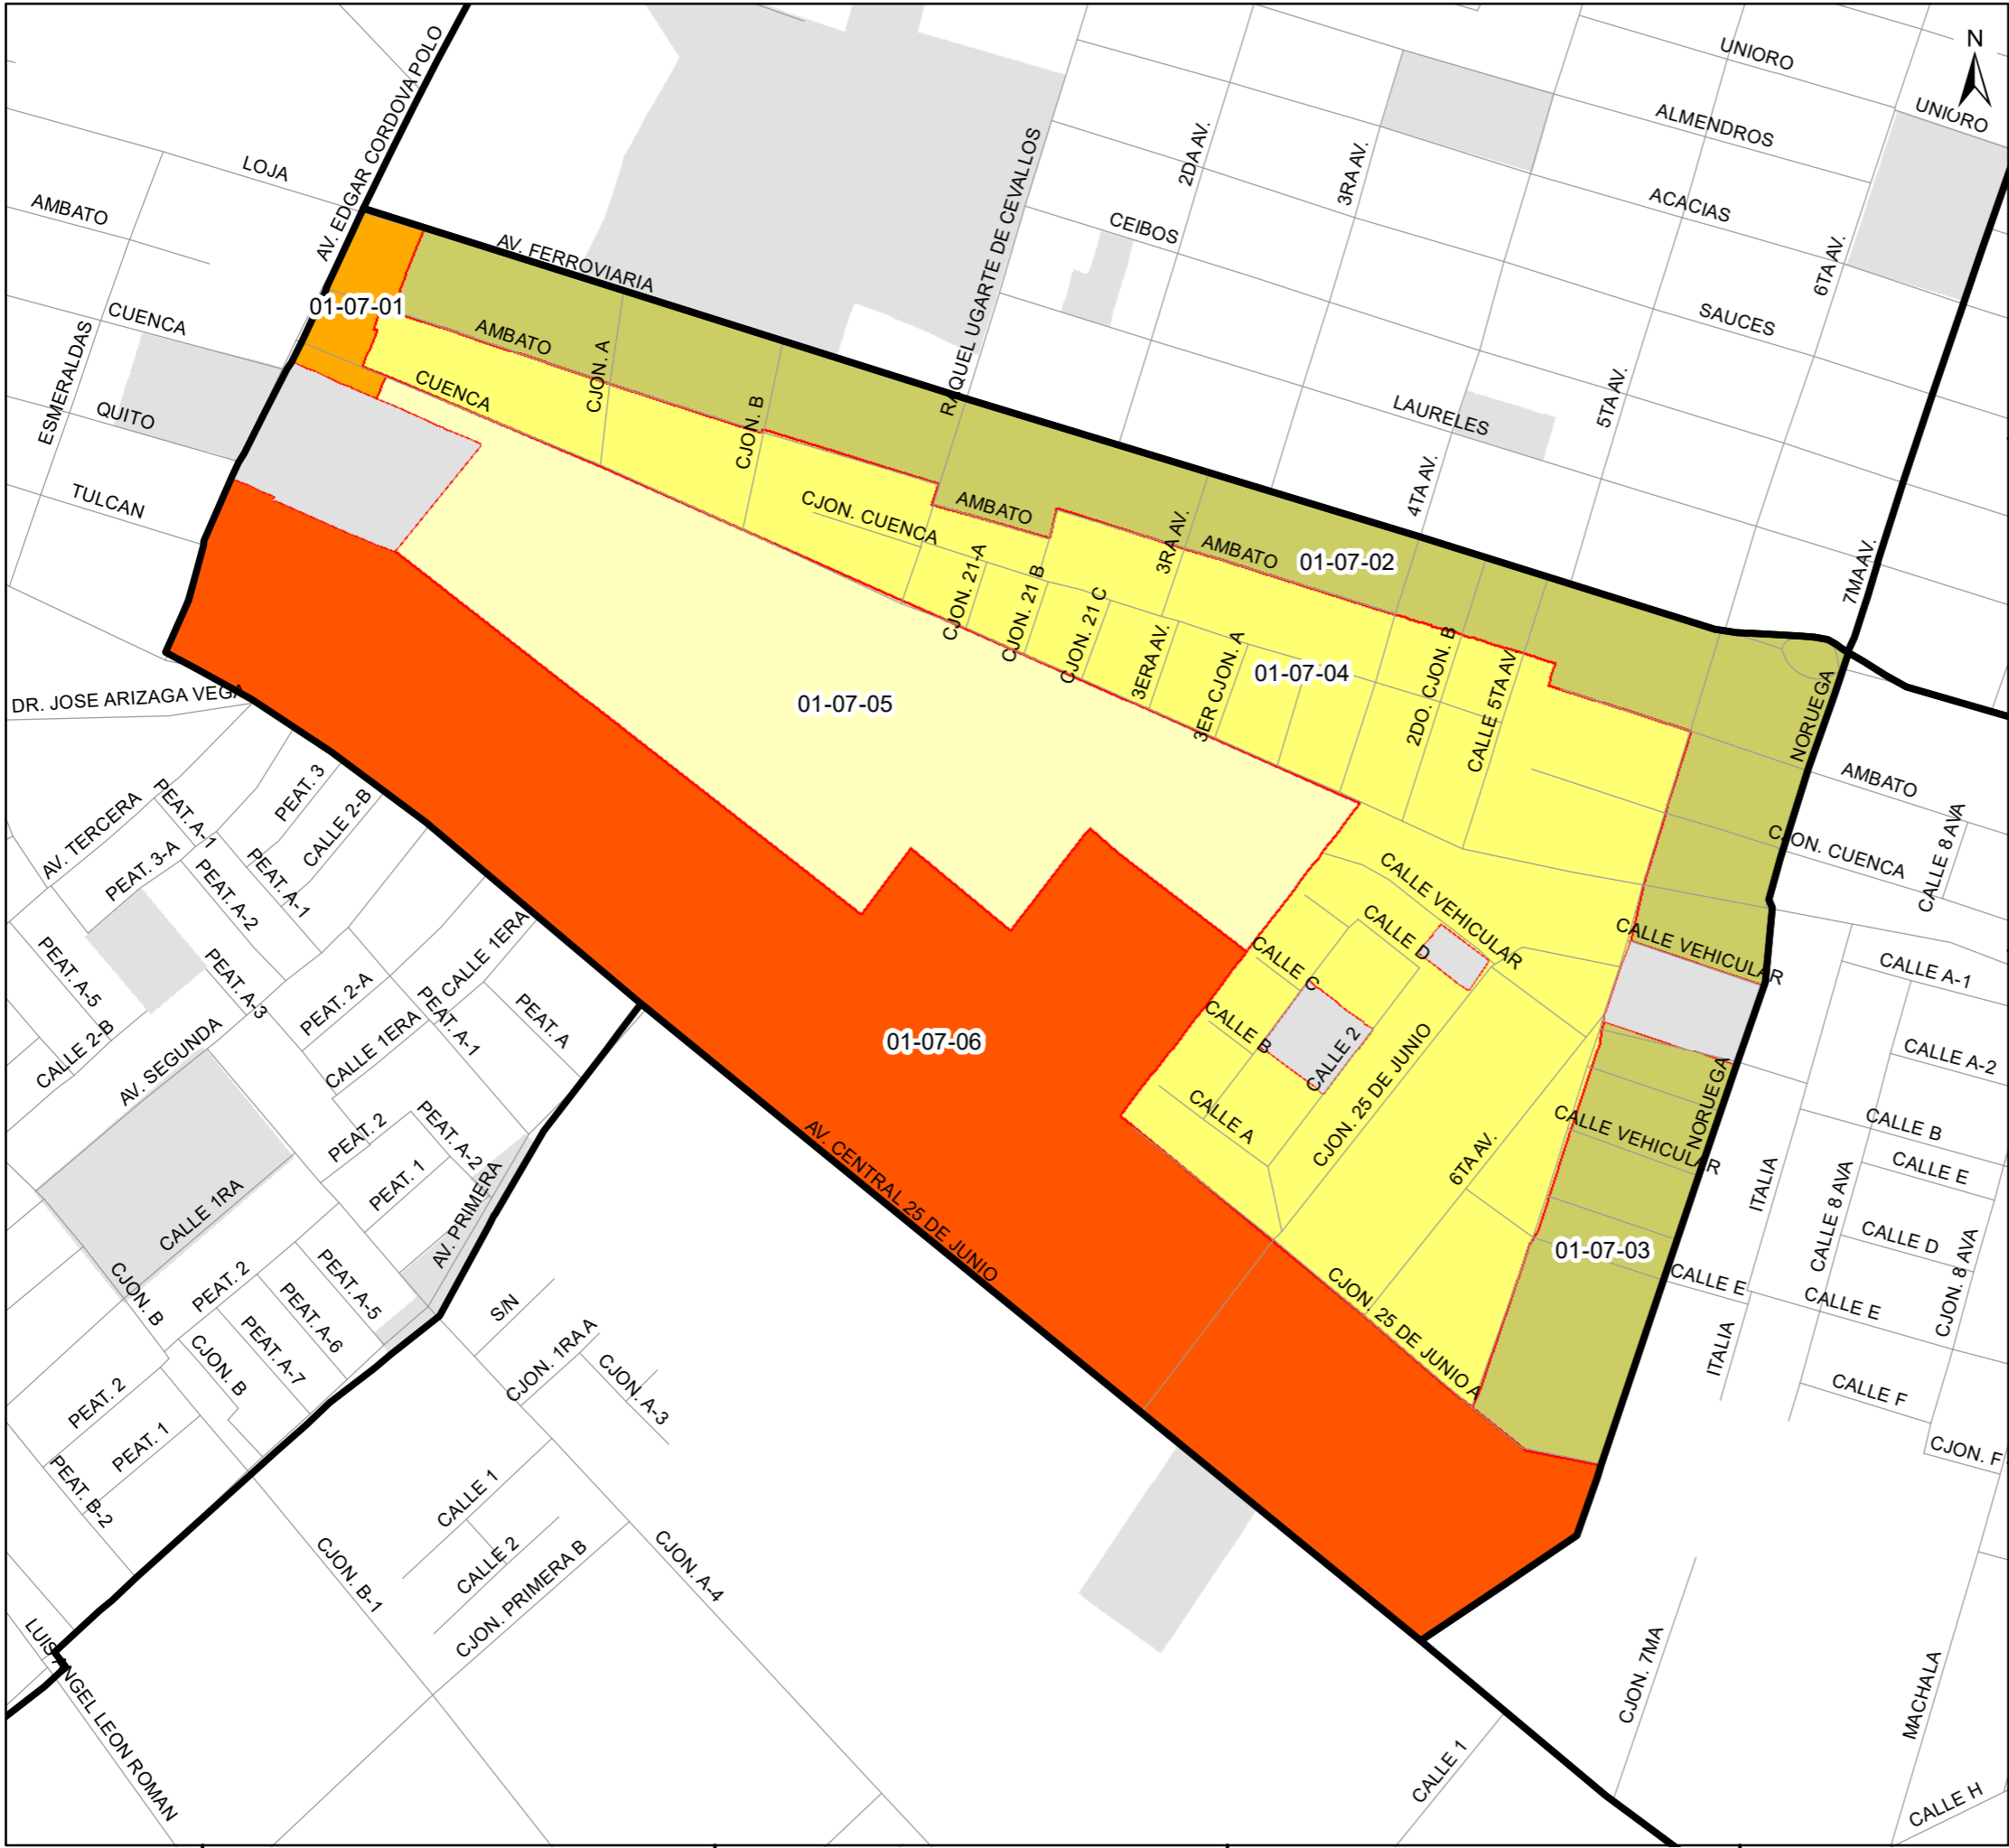 N
UNIORO
UNIORO
ALMENDROS
ACACIAS
SAUCES
LAURELES
CEIBOS
2DA AV.
3RA AV.
4TA AV.
5TA AV.
6TA AV.
7MA AV.
RAQUEL UGARTE DE CEVALLOS
AV. EDGAR CORDOVA POLO
AV. FERROVIARIA
LOJA
AMBATO
CUENCA
ESMERALDAS
QUITO
TULCAN
DR. JOSE ARIZAGA VEGA
01-07-01
AMBATO
CUENCA
CJON. A
CJON. B
CJON. CUENCA
AMBATO
3RA AV.
AMBATO
01-07-02
CJON. 21-A
CJON. 21 B
CJON. 21 C
3ERA AV.
3ER CJON. A
01-07-04
2DO. CJON. B
CALLE 5TA AV.
NORUEGA
AMBATO
CJON. CUENCA
CALLE 8 AVA
01-07-05
CALLE VEHICULAR
CALLE D
CALLE C
CALLE B
CALLE 2
CALLE A
CJON. 25 DE JUNIO
6TA AV.
CALLE VEHICULAR
NORUEGA
CALLE VEHICULAR
01-07-03
CJON. 25 DE JUNIO A
01-07-06
AV. CENTRAL 25 DE JUNIO
CALLE A-1
CALLE A-2
CALLE B
CALLE E
CALLE D
ITALIA
CALLE 8 AVA
CJON. 8 AVA
CALLE E
CALLE E
ITALIA
CALLE F
CJON. F
AV. TERCERA
PEAT. A-1
PEAT. 3
CALLE 2-B
PEAT. 3-A
PEAT. A-2
PEAT. A-1
PEAT. A-5
PEAT. A-3
CALLE 2-B
AV. SEGUNDA
PEAT. 2-A
CALLE 1ERA
CALLE 1ERA
PEAT. A-1
PEAT. A
PEAT. 2
PEAT. A-2
PEAT. 1
AV. PRIMERA
CALLE 1RA
CJON. B
PEAT. 2
PEAT. A-5
PEAT. A-6
PEAT. A-7
CJON. B
PEAT. 2
PEAT. 1
PEAT. B-2
S/N
CJON. 1RA A
CJON. A-3
CALLE 1
CALLE 2
CJON. PRIMERA B
CJON. A-4
CJON. B-1
LUIS ANGEL LEON ROMAN
CJON. 7MA
MACHALA
CALLE 1
CALLE H